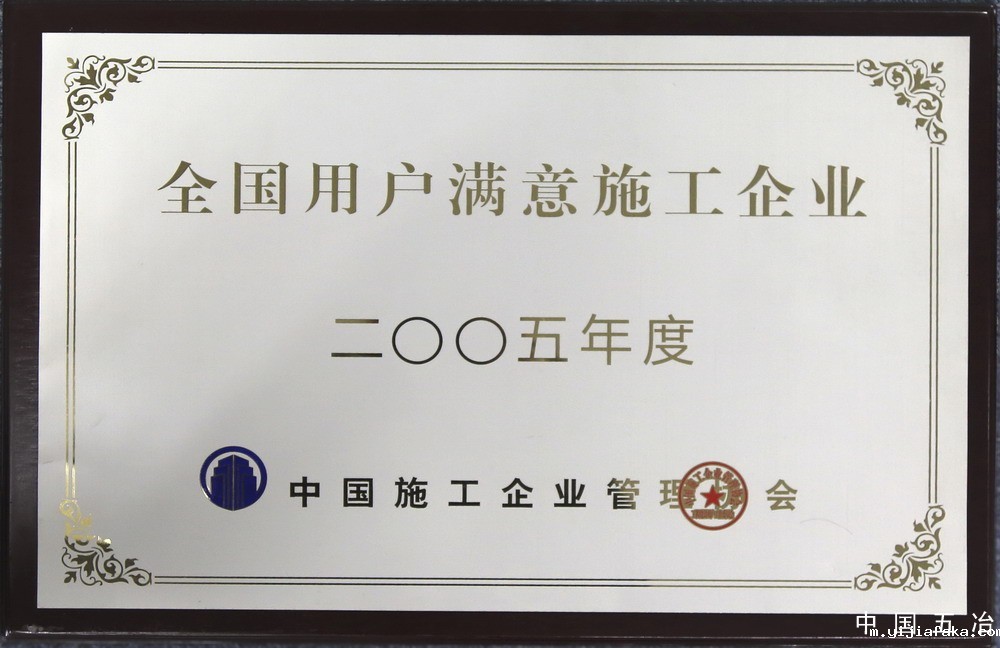 全国用户满意施工企业
二〇〇五年度
中国施工企业管理协会
中国五冶
m.yijiafaka.com